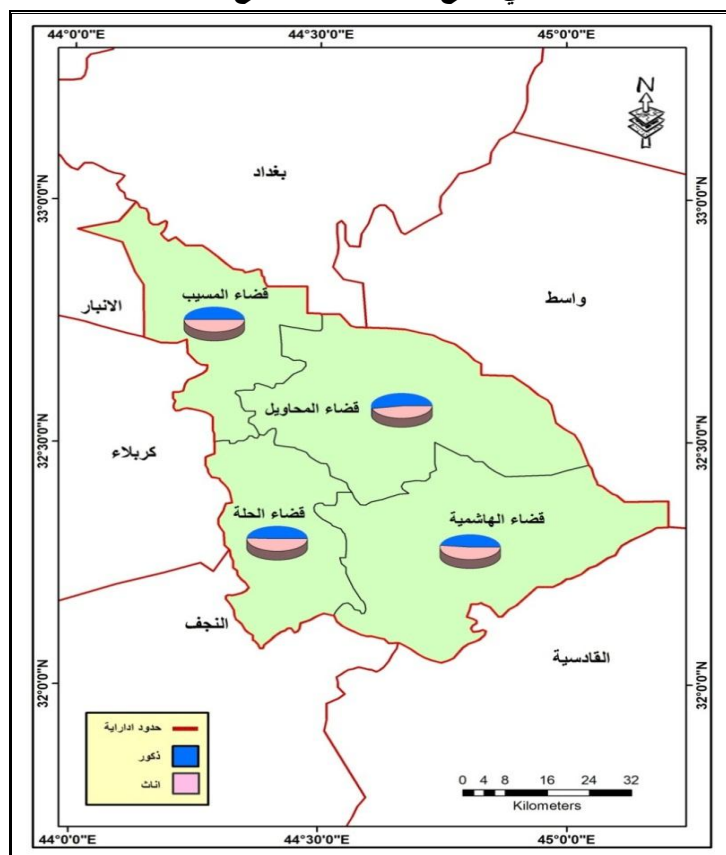 44°0'0"E 44°30'0"E 45°0'0"E
N
33°0'0"N 33°0'0"N
بغداد
واسط
الانبار
قضاء المسيب
قضاء المحاويل
32°30'0"N 32°30'0"N
كربلاء
قضاء الحلة
قضاء الهاشمية
النجف
القادسية
32°0'0"N 32°0'0"N
حدود اداراية
ذكور
اناث
0 4 8 16 24 32
Kilometers
44°0'0"E 44°30'0"E 45°0'0"E